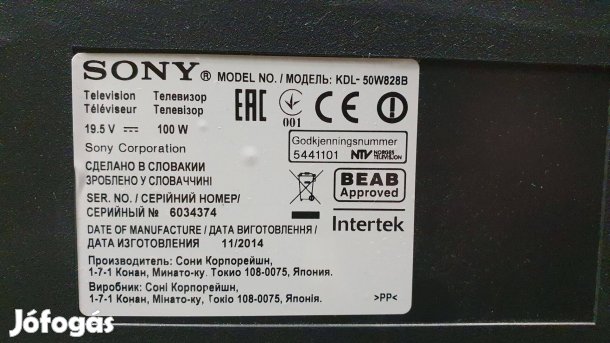 SONY® MODEL NO. / МОДЕЛЬ: KDL-50W828B
Television Телевизор
Téléviseur Телевізор
19.5 V ⎓ 100 W
Sony Corporation
EAC 001 CE
Godkjenningsnummer
5441101 NTV NORGES TELEVISION
СДЕЛАНО В СЛОВАКИИ
ЗРОБЛЕНО У СЛОВАЧЧИНІ
BEAB
Approved
SER. NO. / СЕРІЙНИЙ НОМЕР/
СЕРИЙНЫЙ № 6034374
Intertek
DATE OF MANUFACTURE / ДАТА ВИГОТОВЛЕННЯ /
ДАТА ИЗГОТОВЛЕНИЯ 11/2014
Производитель: Сони Корпорейшн,
1-7-1 Конан, Минато-ку. Токио 108-0075, Япония.
Виробник: Соні Корпорейшн,
1-7-1 Конан, Мінато-ку, Токіо 108-0075, Японія.
>PP<
Jófogás